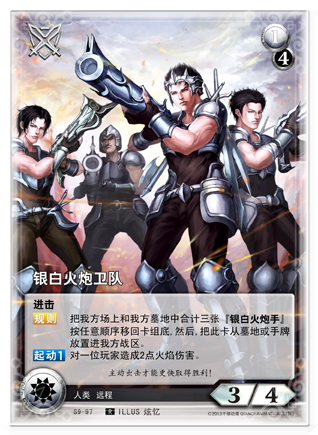 1
4
银白火炮卫队
进击
规则 把我方场上和我方墓地中合计三张『银白火炮手』
按任意顺序移回卡组底,然后,把此卡从墓地或手牌
放置进我方战区。
起动1 对一位玩家造成2点火焰伤害。
主动出击才能更快取得胜利!
人类 远程
3 / 4
S9-97 ILLUS 炫忆